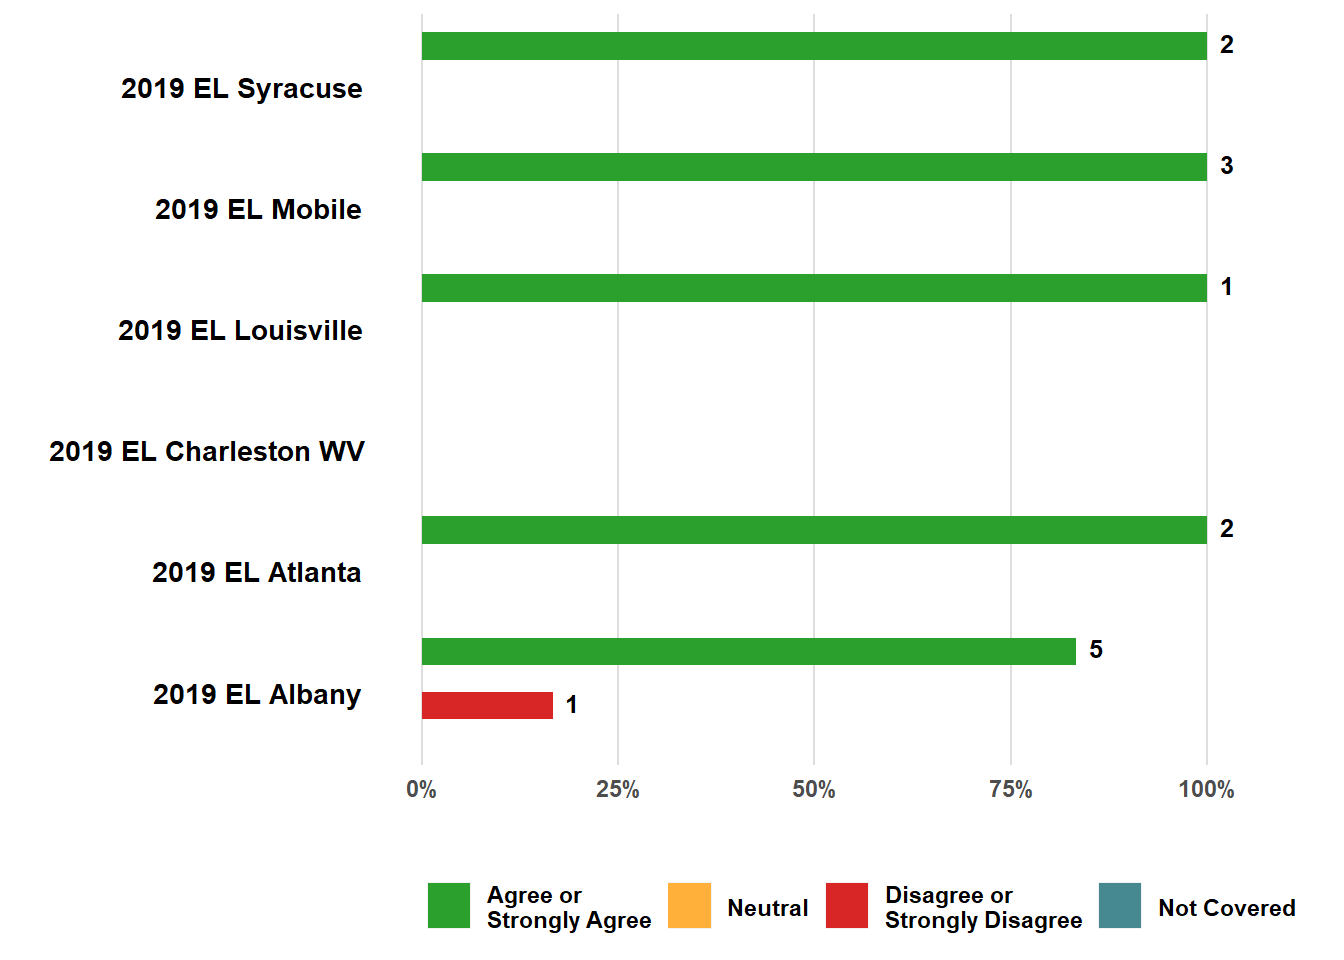 2
2019 EL Syracuse
3
2019 EL Mobile
1
2019 EL Louisville
2019 EL Charleston WV
2
2019 EL Atlanta
5
2019 EL Albany
1
0% 25% 50% 75% 100%
Agree or
Strongly Agree
Neutral
Disagree or
Strongly Disagree
Not Covered